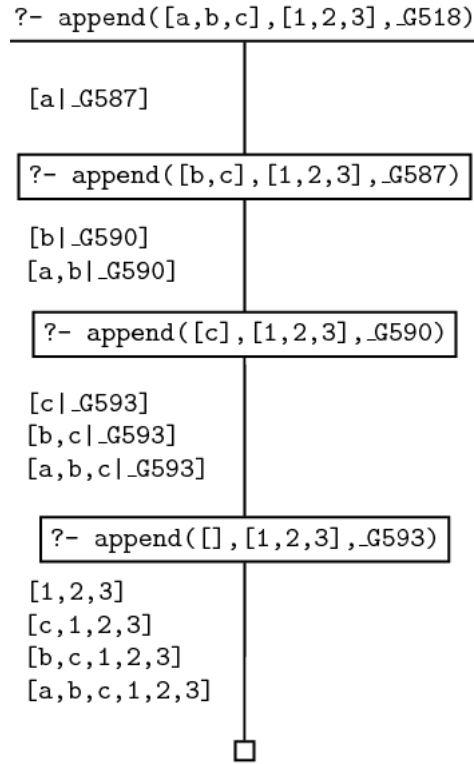 ?- append([a,b,c],[1,2,3],_G518)
[a|_G587]
?- append([b,c],[1,2,3],_G587)
[b|_G590]
[a,b|_G590]
?- append([c],[1,2,3],_G590)
[c|_G593]
[b,c|_G593]
[a,b,c|_G593]
?- append([],[1,2,3],_G593)
[1,2,3]
[c,1,2,3]
[b,c,1,2,3]
[a,b,c,1,2,3]